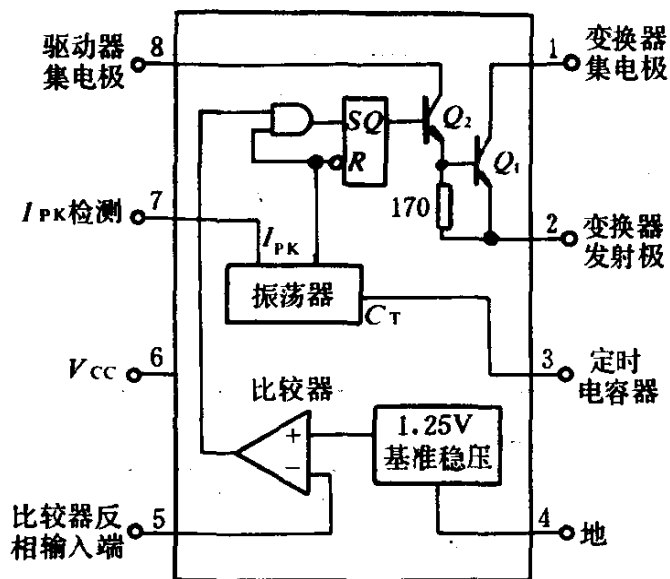 驱动器
集电极
8
1
变换器
集电极
SQ
Q₂
R
Q₁
170
7
I PK检测
I PK
2
变换器
发射极
振荡器
CT
6
VCC
3
定时
电容器
比较器
+
−
1.25V
基准稳压
比较器反
相输入端
5
4
地